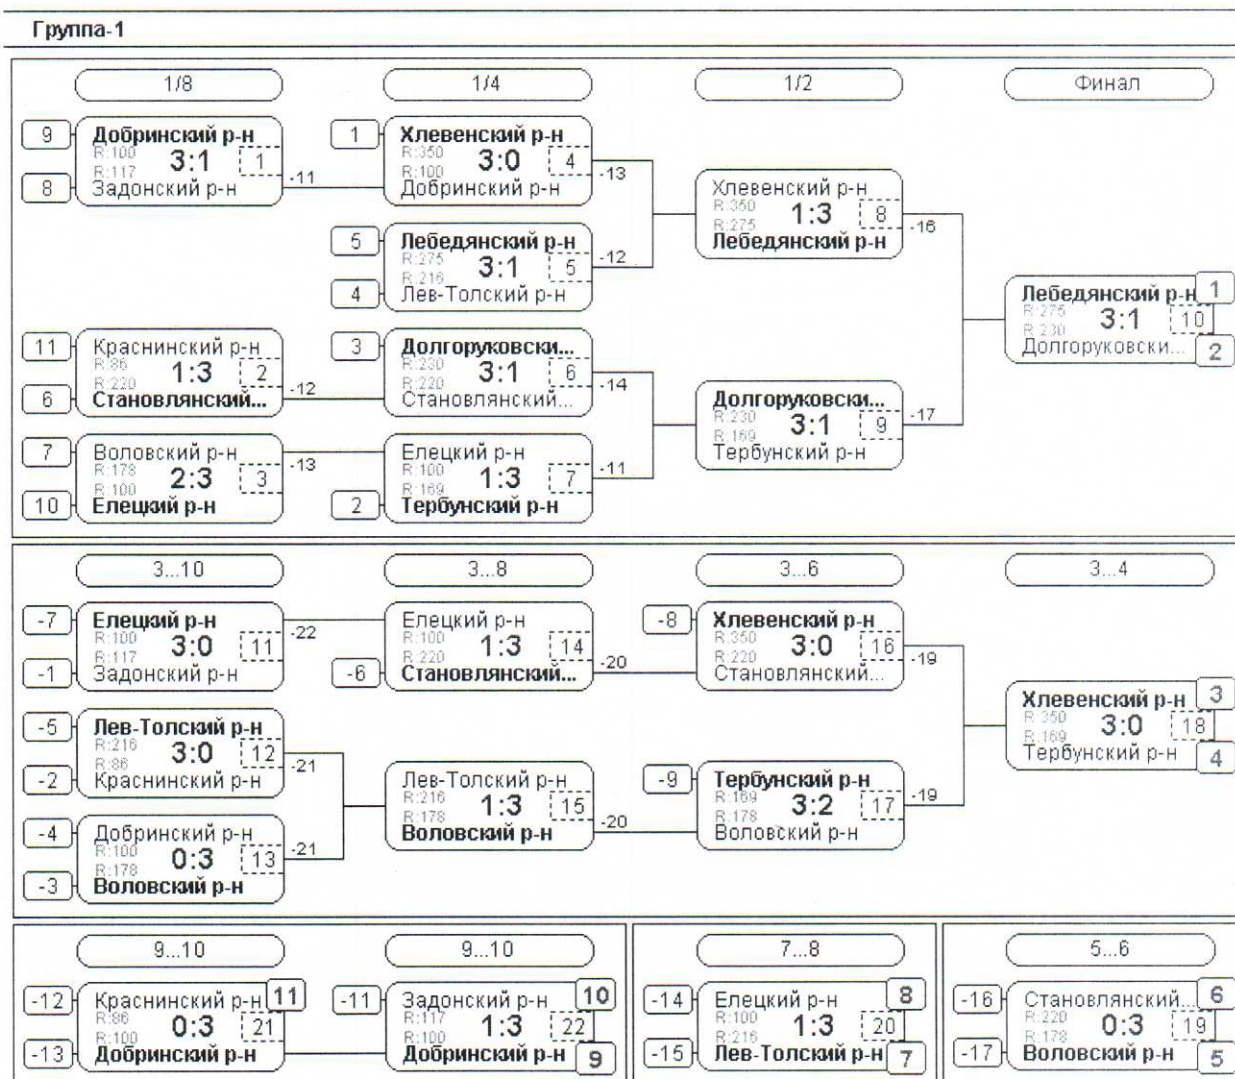 Группа-1
1/8
1/4
1/2
Финал
9
Добринский р-н
R:100
3:1
1
R:117
8
Задонский р-н
-11
1
Хлевенский р-н
R:350
3:0
4
R:100
Добринский р-н
-13
5
Лебедянский р-н
R:275
3:1
5
R:216
4
Лев-Толский р-н
-12
Хлевенский р-н
R:350
1:3
8
R:275
Лебедянский р-н
-16
11
Краснинский р-н
R:86
1:3
2
R:220
6
Становлянский...
-12
3
Долгоруковски...
R:230
3:1
6
R:220
Становлянский...
-14
7
Воловский р-н
R:178
2:3
3
R:100
10
Елецкий р-н
-13
Елецкий р-н
R:100
1:3
7
R:169
2
Тербунский р-н
-11
Долгоруковски...
R:230
3:1
9
R:169
Тербунский р-н
-17
Лебедянский р-н
1
R:275
3:1
10
R:230
Долгоруковски...
2
3...10
3...8
3...6
3...4
-7
Елецкий р-н
R:100
3:0
11
R:117
-1
Задонский р-н
-22
Елецкий р-н
R:100
1:3
14
R:220
-6
Становлянский...
-20
-8
Хлевенский р-н
R:350
3:0
16
R:220
Становлянский...
-19
-5
Лев-Толский р-н
R:216
3:0
12
R:86
-2
Краснинский р-н
-21
-4
Добринский р-н
R:100
0:3
13
R:178
-3
Воловский р-н
-21
Лев-Толский р-н
R:216
1:3
15
R:178
Воловский р-н
-20
-9
Тербунский р-н
R:169
3:2
17
R:178
Воловский р-н
-19
Хлевенский р-н
3
R:350
3:0
18
R:169
Тербунский р-н
4
9...10
9...10
7...8
5...6
-12
Краснинский р-н
11
R:86
0:3
21
R:100
-13
Добринский р-н
-11
Задонский р-н
10
R:117
1:3
22
R:100
Добринский р-н
9
-14
Елецкий р-н
8
R:100
1:3
20
R:216
-15
Лев-Толский р-н
7
-16
Становлянский...
6
R:220
0:3
19
R:178
-17
Воловский р-н
5